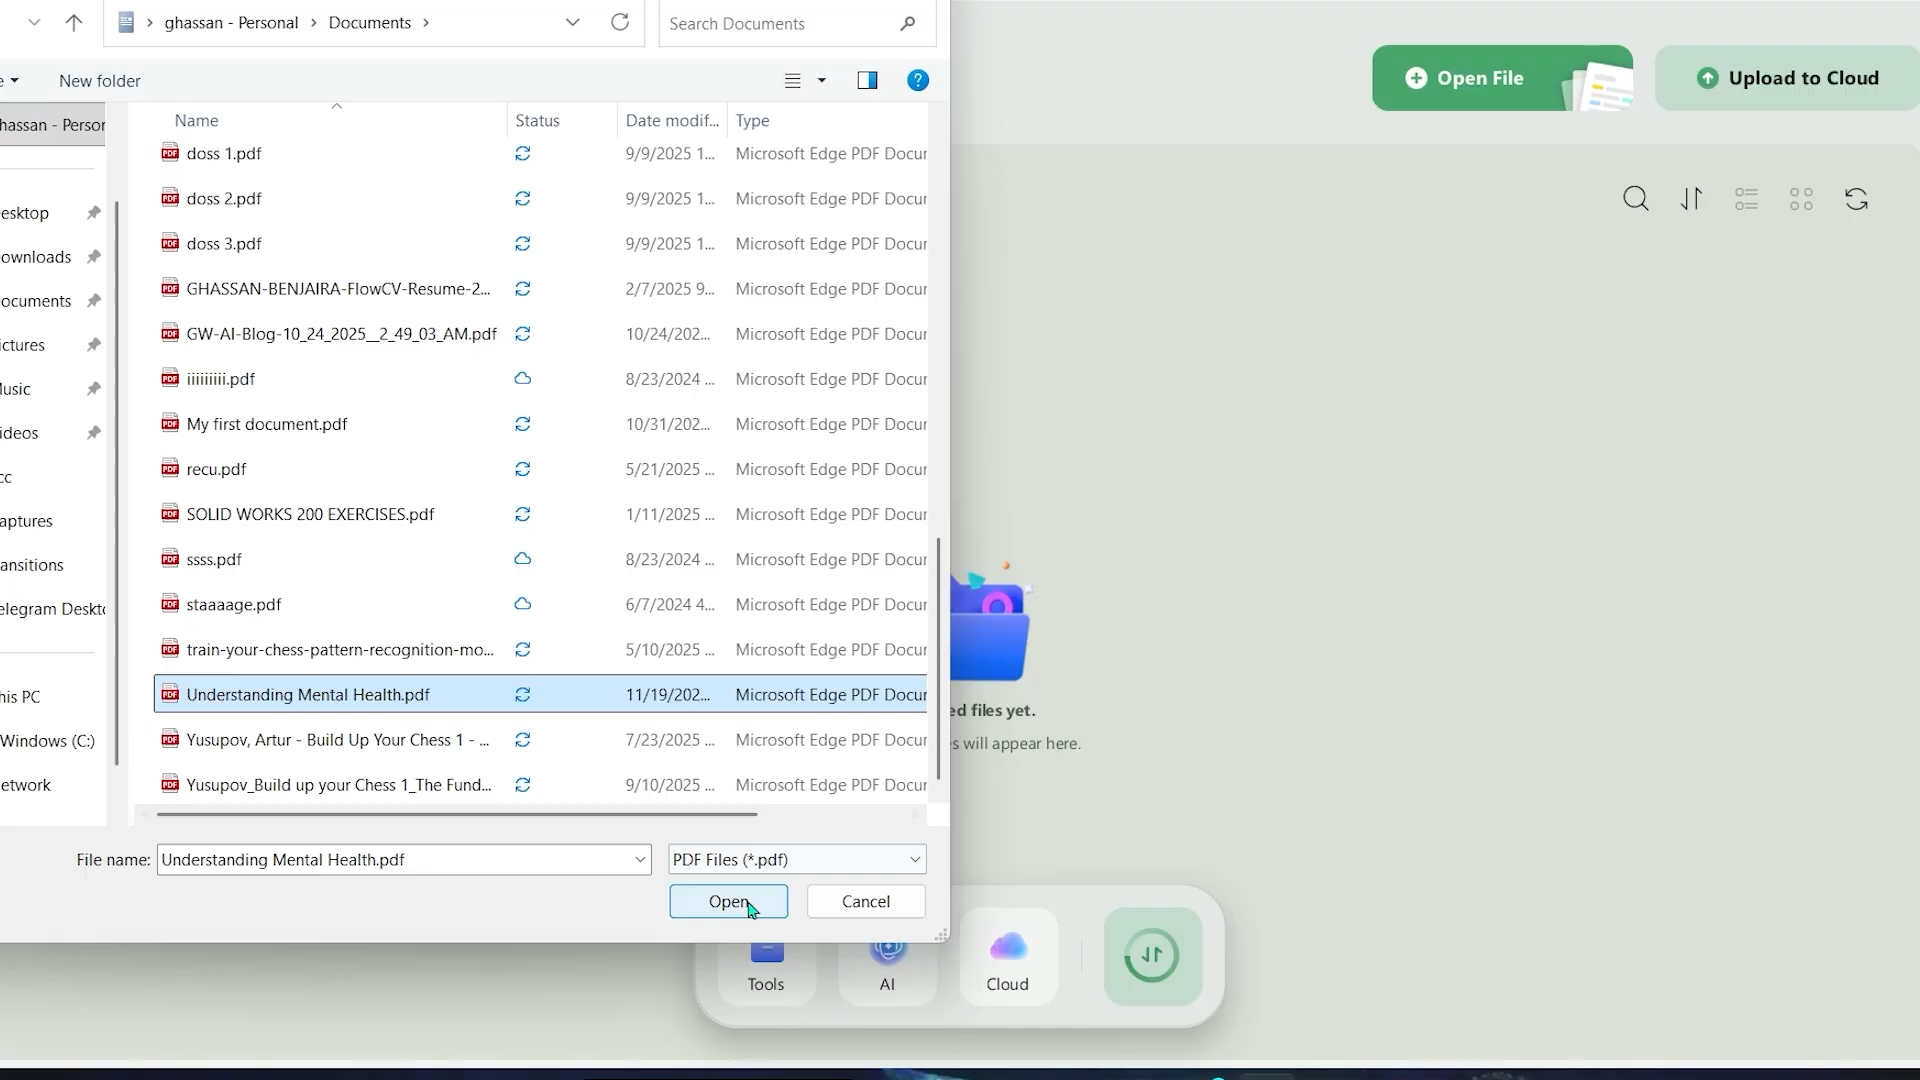 ghassan - Personal > Documents >
Search Documents
New folder
hassan - Person
esktop
ownloads
ocuments
ictures
usic
ideos
cc
aptures
ansitions
elegram Deskto
his PC
Windows (C:)
etwork
Name Status Date modif... Type
doss 1.pdf 9/9/2025 1... Microsoft Edge PDF Docur
doss 2.pdf 9/9/2025 1... Microsoft Edge PDF Docur
doss 3.pdf 9/9/2025 1... Microsoft Edge PDF Docur
GHASSAN-BENJAIRA-FlowCV-Resume-2... 2/7/2025 9... Microsoft Edge PDF Docur
GW-AI-Blog-10_24_2025__2_49_03_AM.pdf 10/24/202... Microsoft Edge PDF Docur
iiiiiiiii.pdf 8/23/2024 ... Microsoft Edge PDF Docur
My first document.pdf 10/31/202... Microsoft Edge PDF Docur
recu.pdf 5/21/2025 ... Microsoft Edge PDF Docur
SOLID WORKS 200 EXERCISES.pdf 1/11/2025 ... Microsoft Edge PDF Docur
ssss.pdf 8/23/2024 ... Microsoft Edge PDF Docur
staaaage.pdf 6/7/2024 4... Microsoft Edge PDF Docur
train-your-chess-pattern-recognition-mo... 5/10/2025 ... Microsoft Edge PDF Docur
Understanding Mental Health.pdf 11/19/202... Microsoft Edge PDF Docur
Yusupov, Artur - Build Up Your Chess 1 - ... 7/23/2025 ... Microsoft Edge PDF Docur
Yusupov_Build up your Chess 1_The Fund... 9/10/2025 ... Microsoft Edge PDF Docur
File name: Understanding Mental Health.pdf PDF Files (*.pdf)
Open Cancel
Open File
Upload to Cloud
ed files yet.
s will appear here.
Tools
AI
Cloud